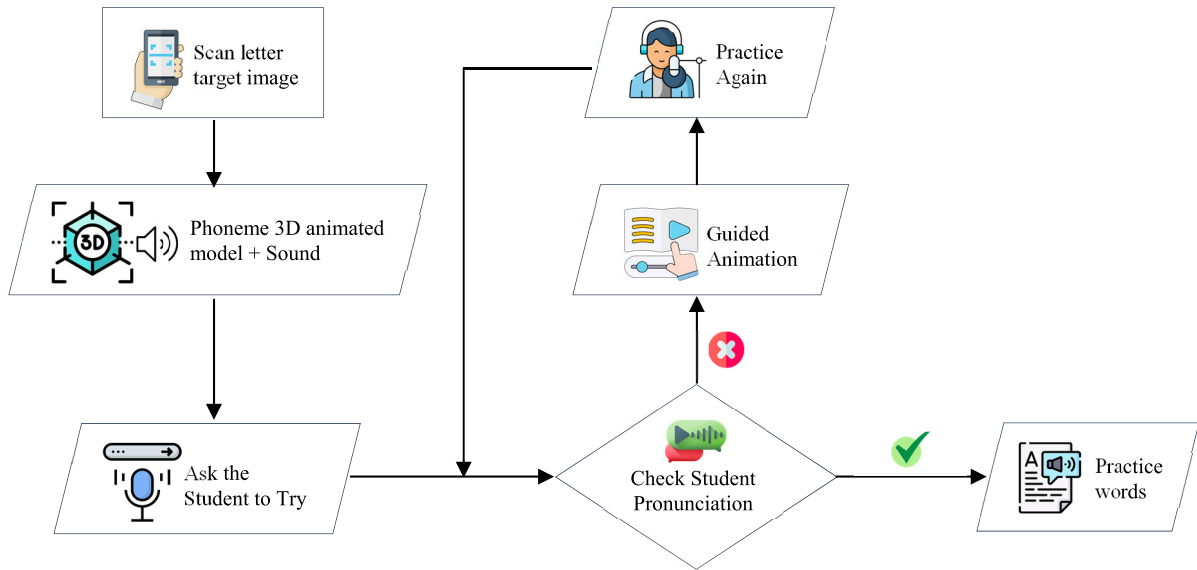 Scan letter
target image
3D
Phoneme 3D animated
model + Sound
Ask the
Student to Try
Check Student
Pronunciation
Guided
Animation
Practice
Again
A
Practice
words